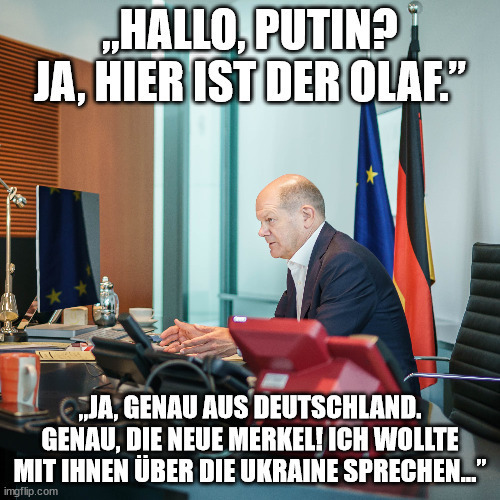 „HALLO, PUTIN?
JA, HIER IST DER OLAF.”
„JA, GENAU AUS DEUTSCHLAND.
GENAU, DIE NEUE MERKEL! ICH WOLLTE
MIT IHNEN ÜBER DIE UKRAINE SPRECHEN...”
imgflip.com